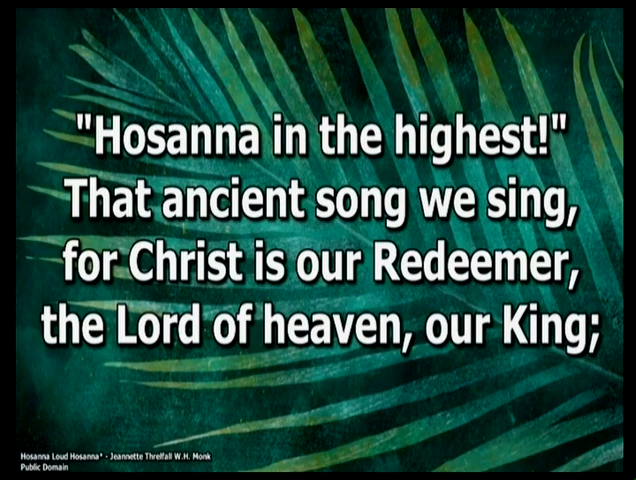 "Hosanna in the highest!"
That ancient song we sing,
for Christ is our Redeemer,
the Lord of heaven, our King;
Hosanna Loud Hosanna* - Jeannette Threlfall W.H. Monk
Public Domain